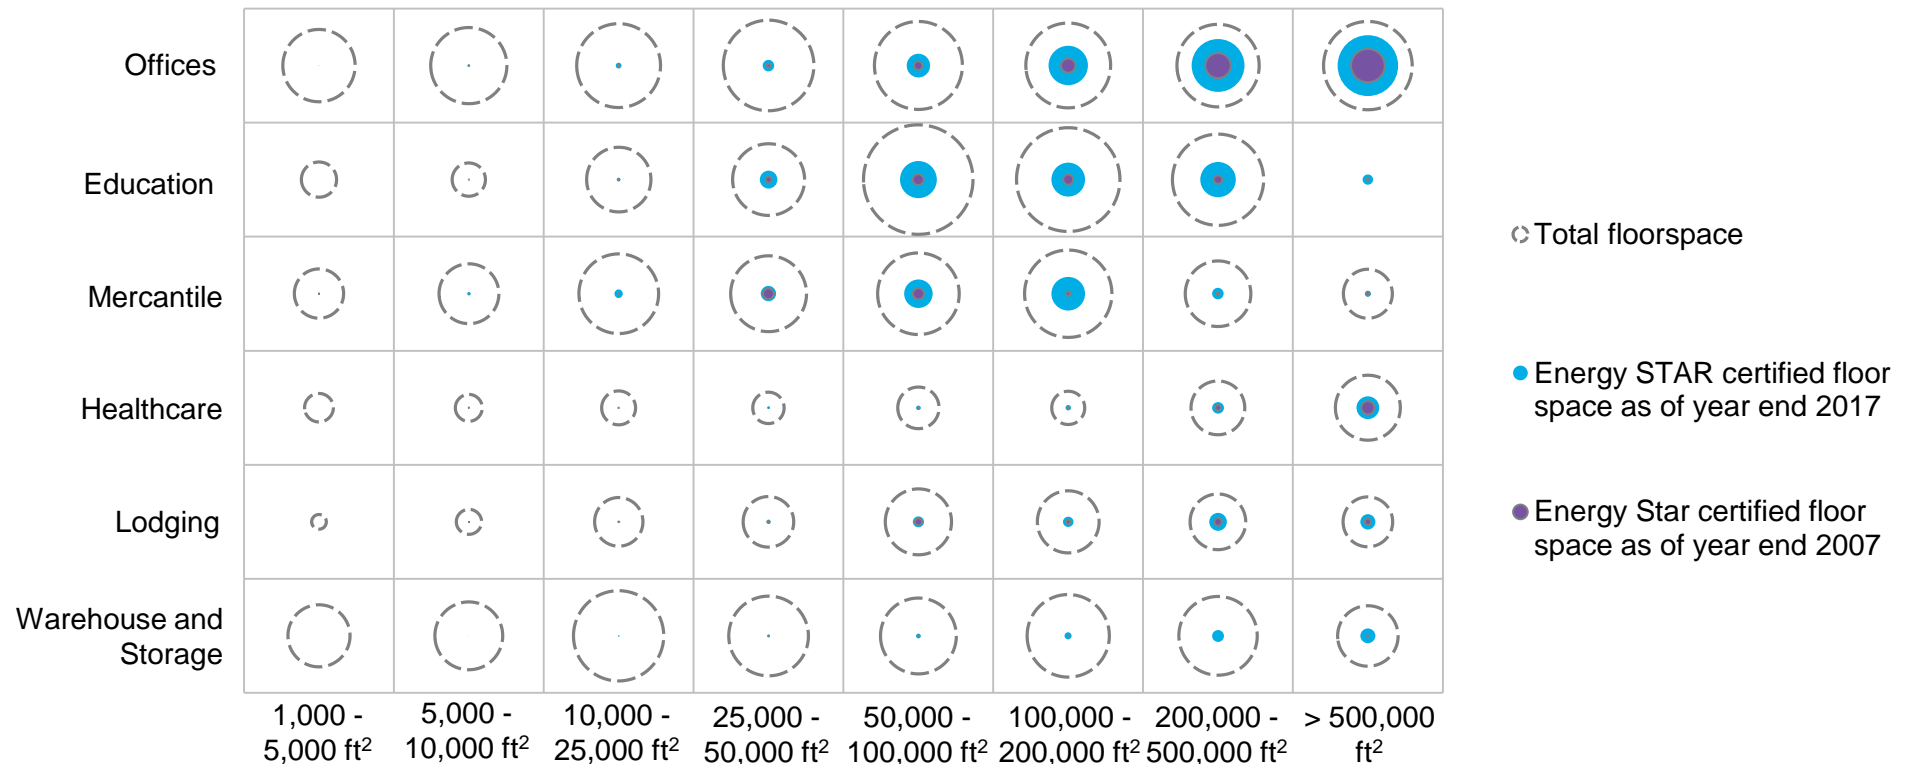 Offices
Education
Mercantile
Healthcare
Lodging
Warehouse and
Storage
1,000 -
5,000 ft²
5,000 -
10,000 ft²
10,000 -
25,000 ft²
25,000 -
50,000 ft²
50,000 -
100,000 ft²
100,000 -
200,000 ft²
200,000 -
500,000 ft²
> 500,000
ft²
Total floorspace
Energy STAR certified floor
space as of year end 2017
Energy Star certified floor
space as of year end 2007